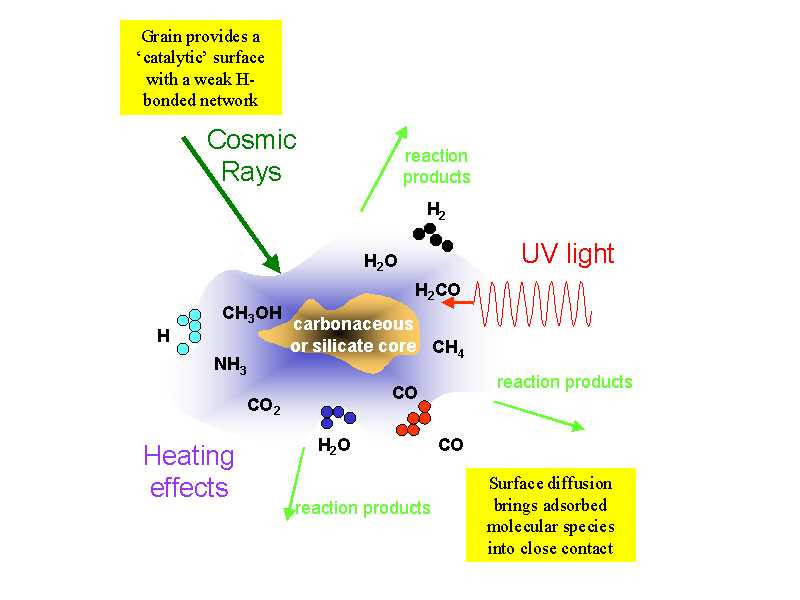 Grain provides a
‘catalytic’ surface
with a weak H-
bonded network
Cosmic
Rays
reaction
products
H₂
UV light
H₂O
H₂CO
CH₃OH
carbonaceous
or silicate core
H
CH₄
NH₃
reaction products
CO
CO₂
H₂O
CO
Heating
effects
reaction products
Surface diffusion
brings adsorbed
molecular species
into close contact